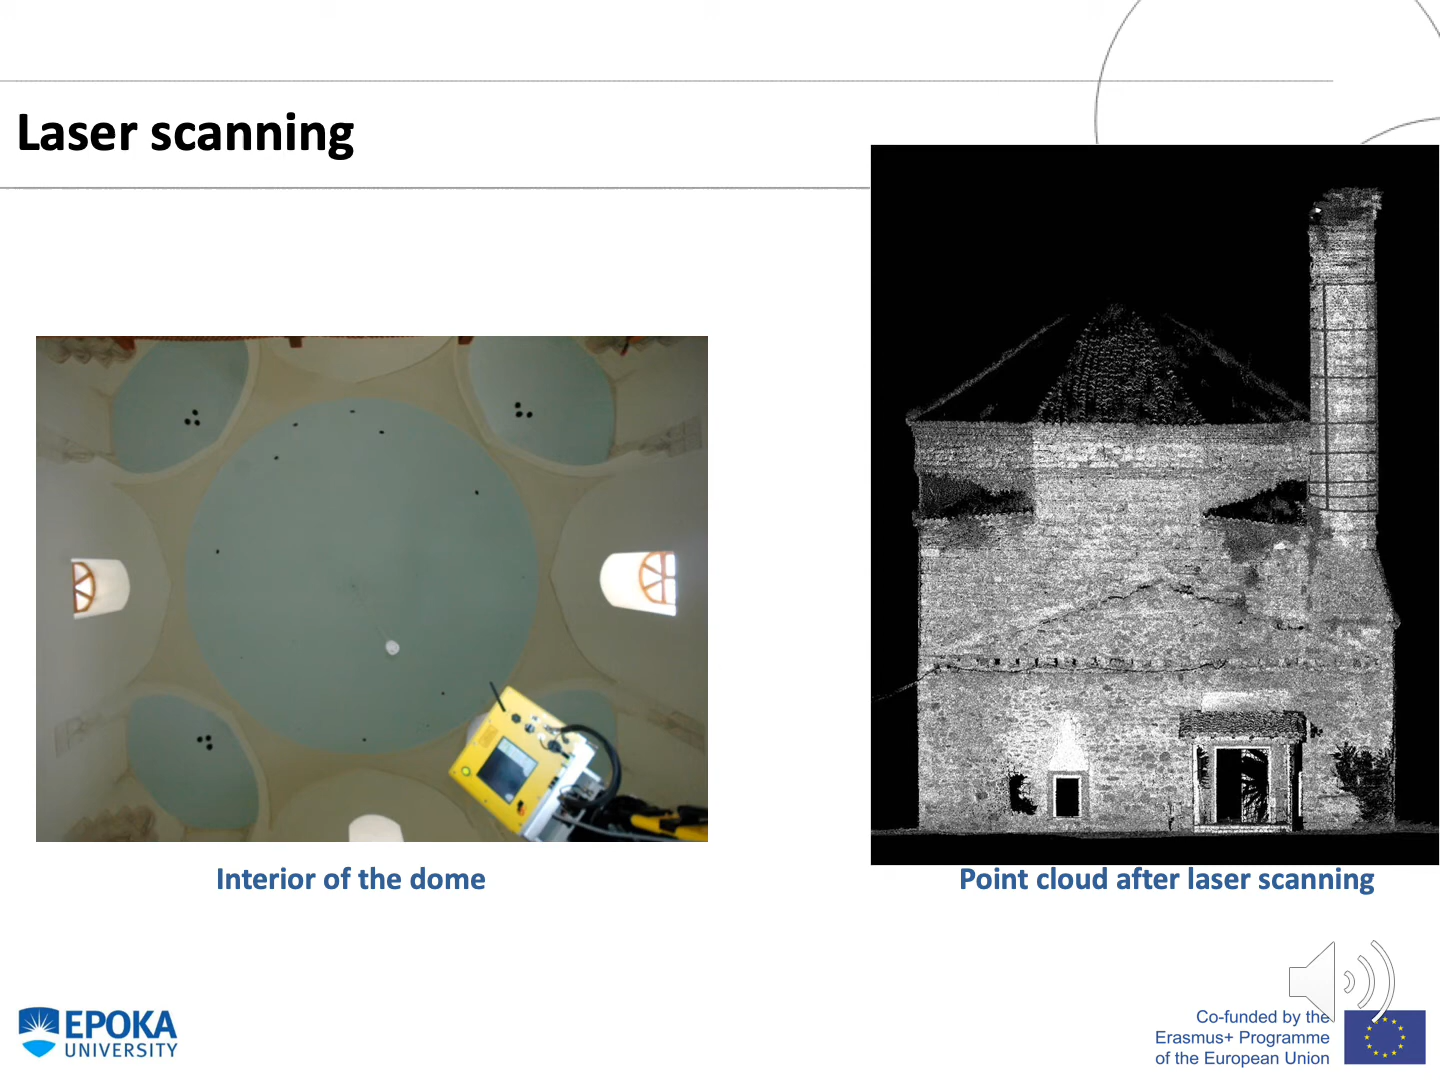 Laser scanning
Interior of the dome
Point cloud after laser scanning
EPOKA
UNIVERSITY
Co-funded by the
Erasmus+ Programme
of the European Union